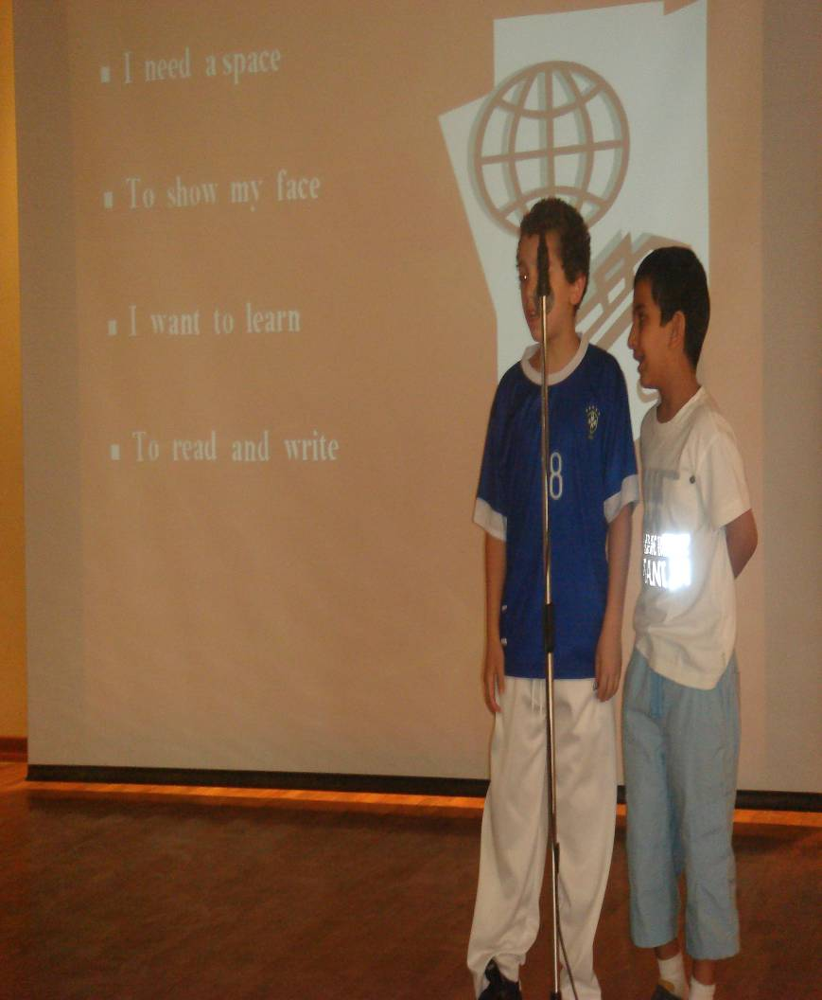 I need a space
To show my face
I want to learn
To read and write
8